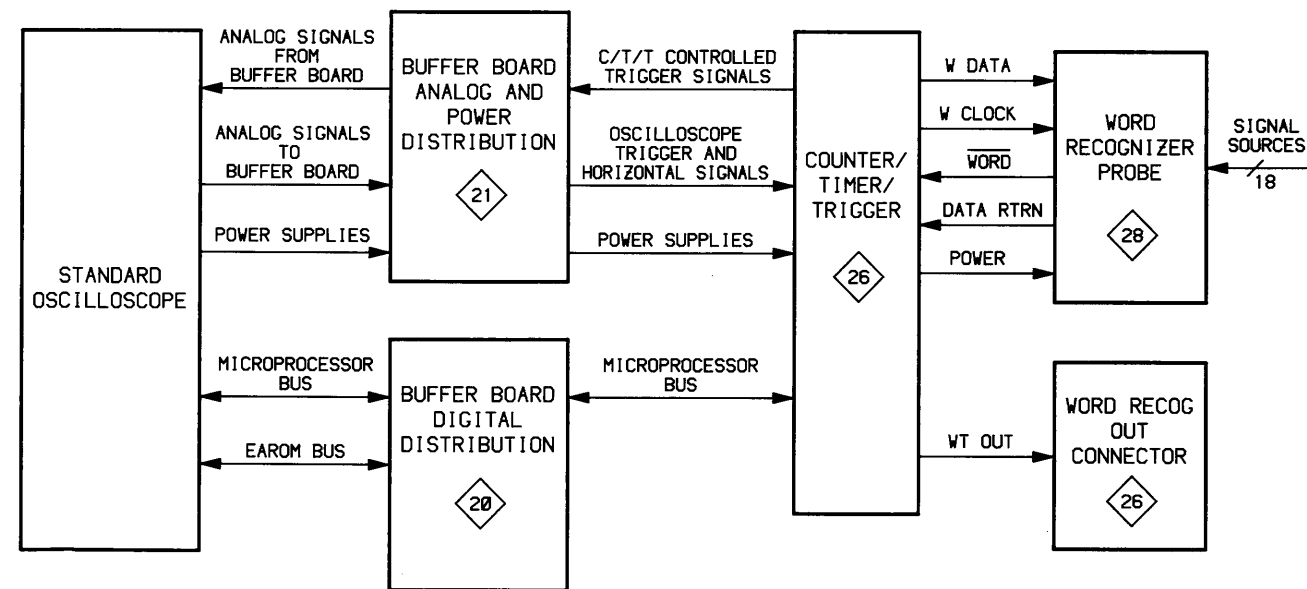 STANDARD
OSCILLOSCOPE
ANALOG SIGNALS
FROM
BUFFER BOARD
ANALOG SIGNALS
TO
BUFFER BOARD
POWER SUPPLIES
MICROPROCESSOR
BUS
EAROM BUS
BUFFER BOARD
ANALOG AND
POWER
DISTRIBUTION
21
BUFFER BOARD
DIGITAL
DISTRIBUTION
20
C/T/T CONTROLLED
TRIGGER SIGNALS
OSCILLOSCOPE
TRIGGER AND
HORIZONTAL SIGNALS
POWER SUPPLIES
MICROPROCESSOR
BUS
COUNTER/
TIMER/
TRIGGER
26
W DATA
W CLOCK
W̅O̅R̅D̅
DATA RTRN
POWER
WT OUT
WORD
RECOGNIZER
PROBE
28
SIGNAL
SOURCES
18
WORD RECOG
OUT
CONNECTOR
26